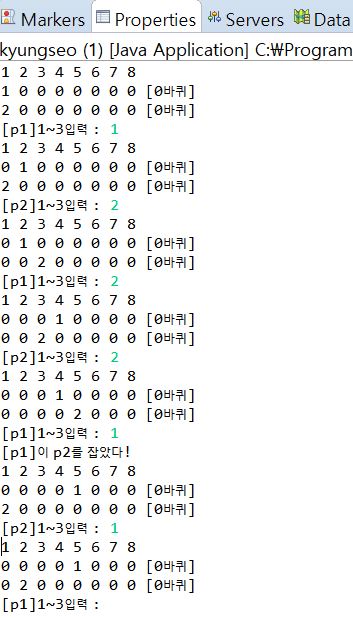 Markers Properties Servers Data
kyungseo (1) [Java Application] C:₩Program
1 2 3 4 5 6 7 8
1 0 0 0 0 0 0 0 [0바퀴]
2 0 0 0 0 0 0 0 [0바퀴]
[p1]1~3입력 : 1
1 2 3 4 5 6 7 8
0 1 0 0 0 0 0 0 [0바퀴]
2 0 0 0 0 0 0 0 [0바퀴]
[p2]1~3입력 : 2
1 2 3 4 5 6 7 8
0 1 0 0 0 0 0 0 [0바퀴]
0 0 2 0 0 0 0 0 [0바퀴]
[p1]1~3입력 : 2
1 2 3 4 5 6 7 8
0 0 0 1 0 0 0 0 [0바퀴]
0 0 2 0 0 0 0 0 [0바퀴]
[p2]1~3입력 : 2
1 2 3 4 5 6 7 8
0 0 0 1 0 0 0 0 [0바퀴]
0 0 0 0 2 0 0 0 [0바퀴]
[p1]1~3입력 : 1
[p1]이 p2를 잡았다!
1 2 3 4 5 6 7 8
0 0 0 0 1 0 0 0 [0바퀴]
2 0 0 0 0 0 0 0 [0바퀴]
[p2]1~3입력 : 1
1 2 3 4 5 6 7 8
0 0 0 0 1 0 0 0 [0바퀴]
0 2 0 0 0 0 0 0 [0바퀴]
[p1]1~3입력 :